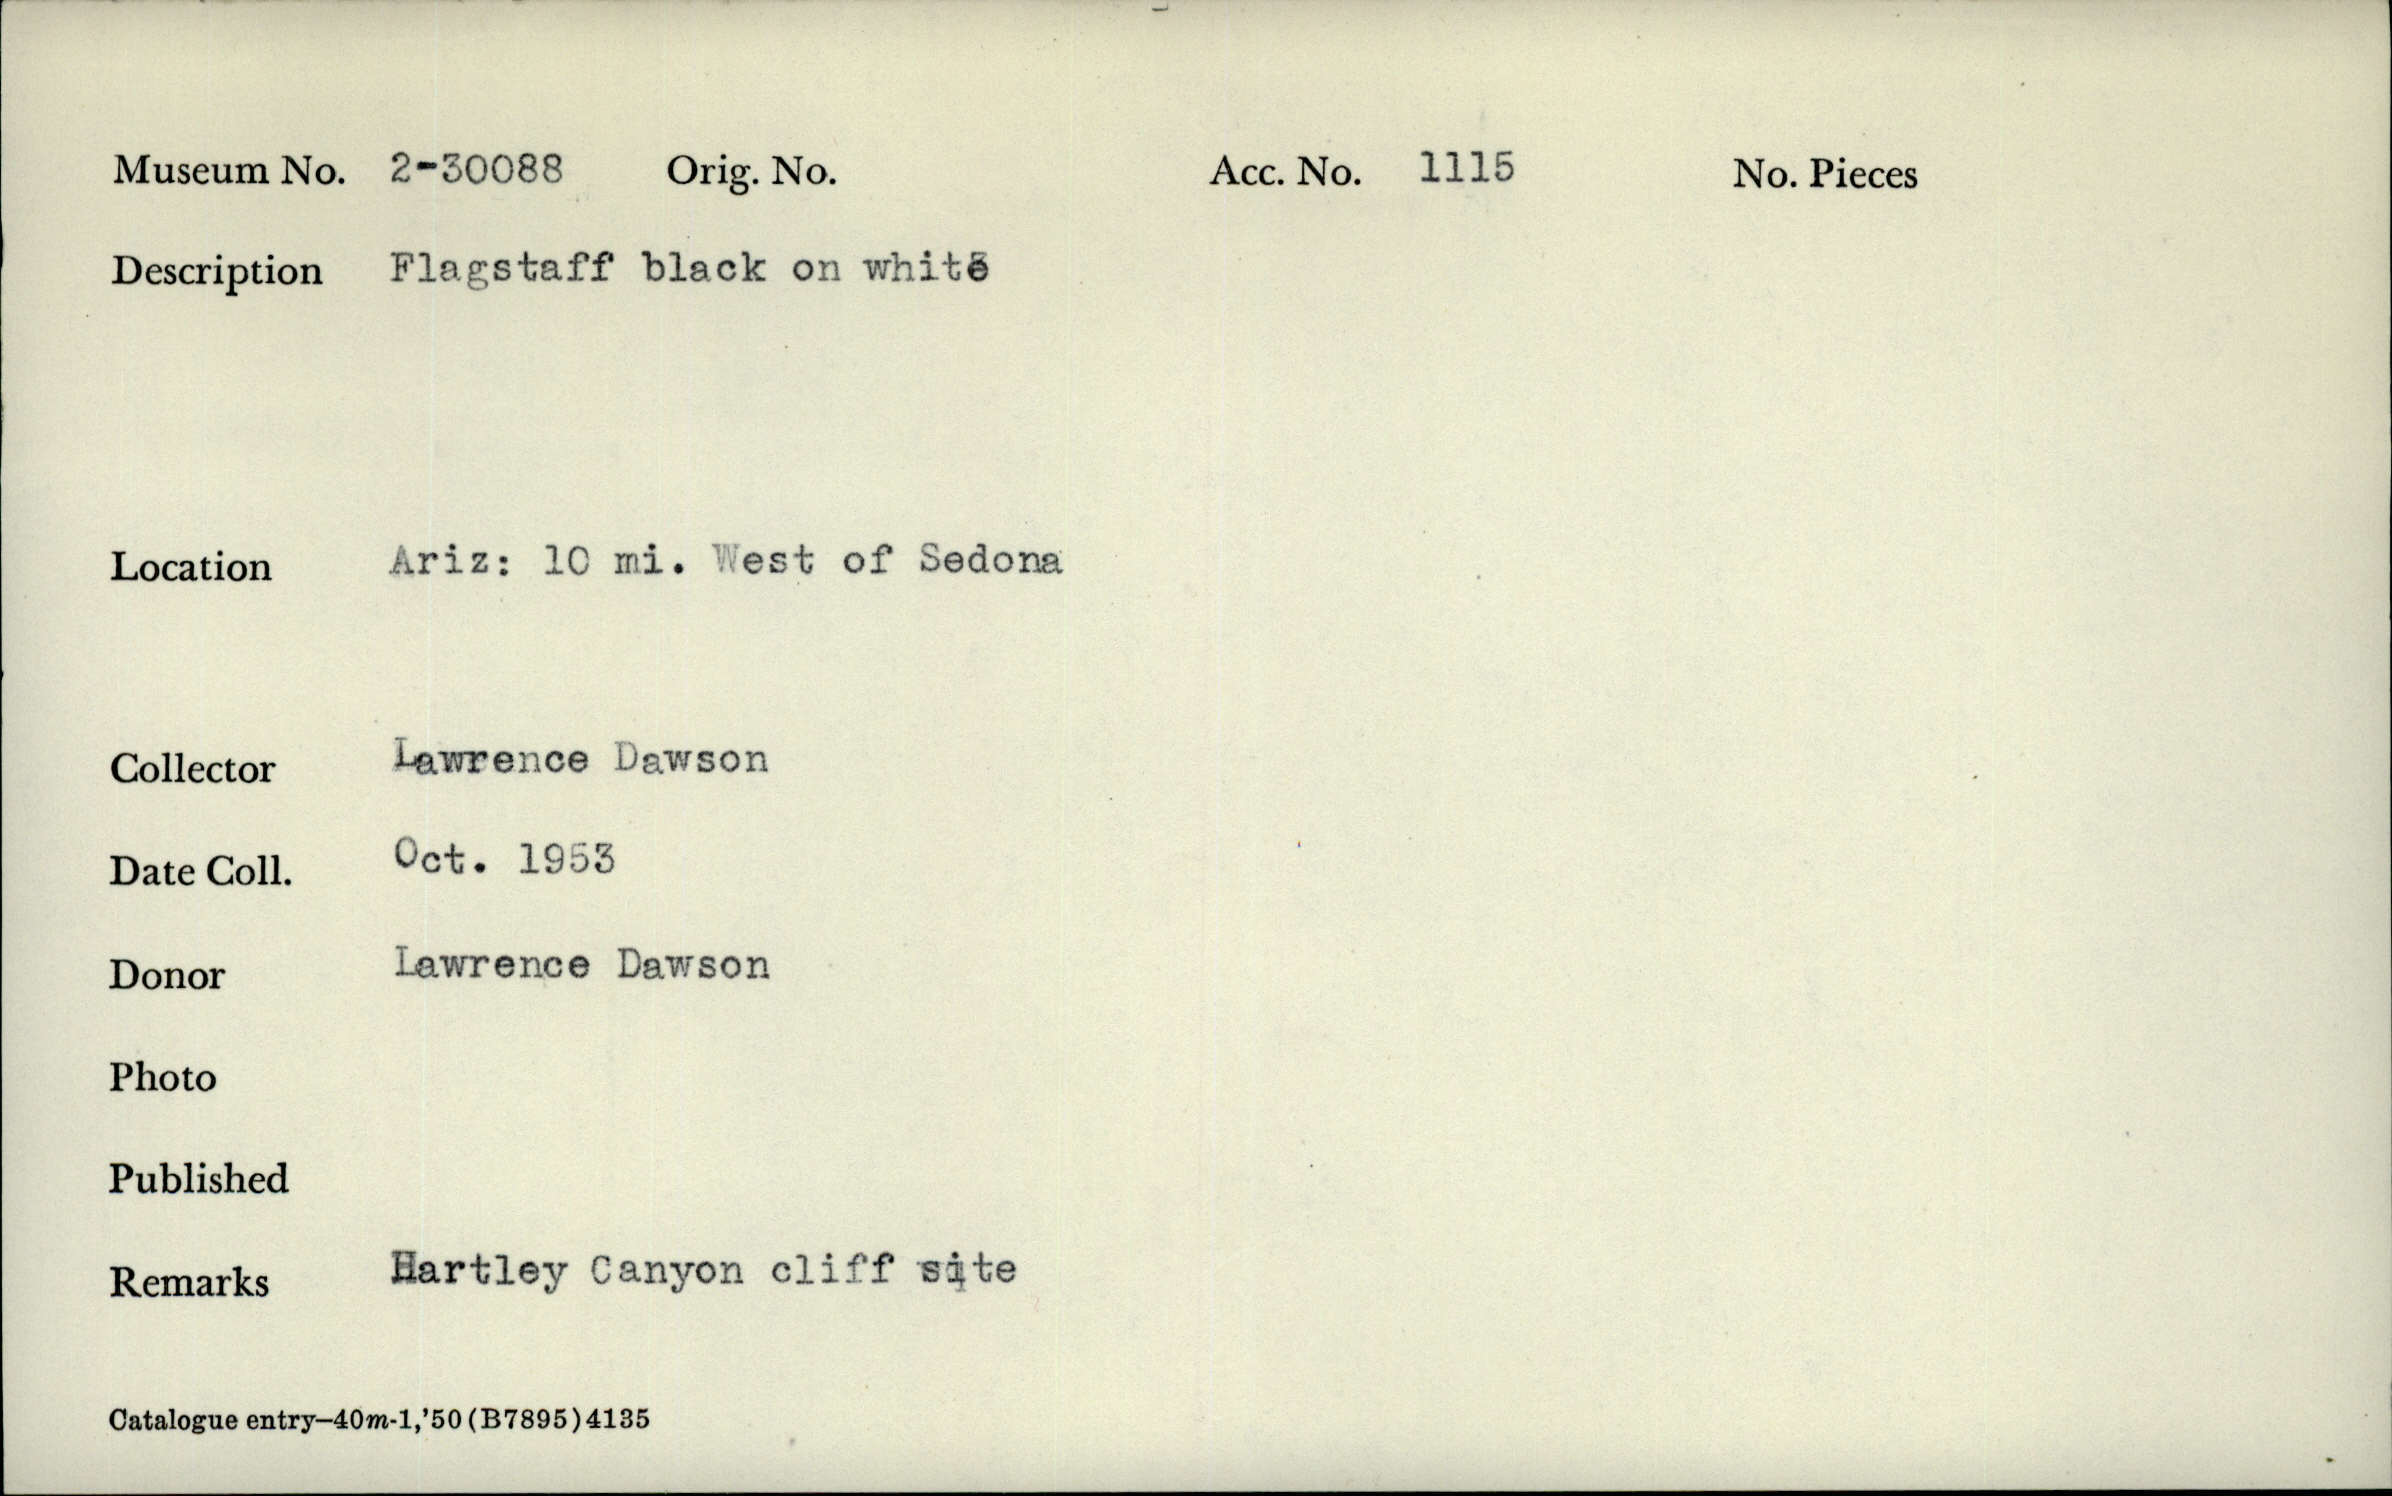 Museum No. 2-30088 Orig. No. Acc. No. 1115 No. Pieces
Description Flagstaff black on white
Location Ariz: 10 mi. West of Sedona
Collector Lawrence Dawson
Date Coll. Oct. 1953
Donor Lawrence Dawson
Photo
Published
Remarks Hartley Canyon cliff site
Catalogue entry—40m-1,'50(B7895)4135